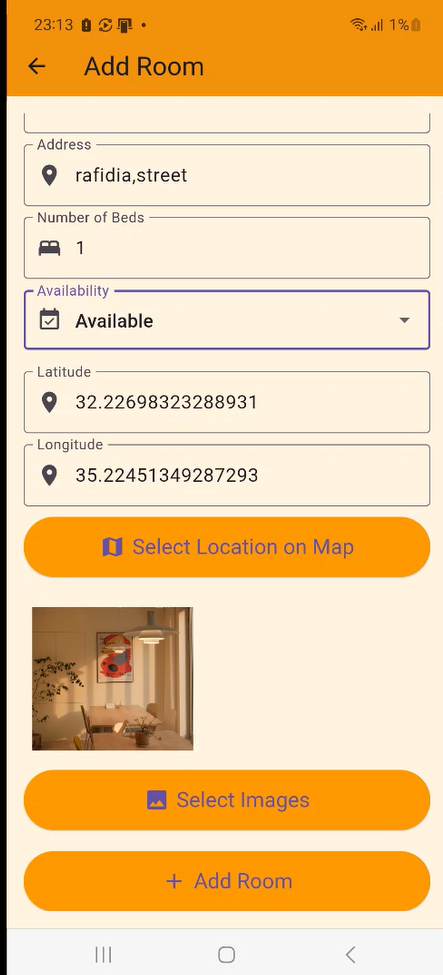 23:13
1%
Add Room
Address
rafidia,street
Number of Beds
1
Availability
Available
Latitude
32.22698323288931
Longitude
35.22451349287293
Select Location on Map
Select Images
+ Add Room